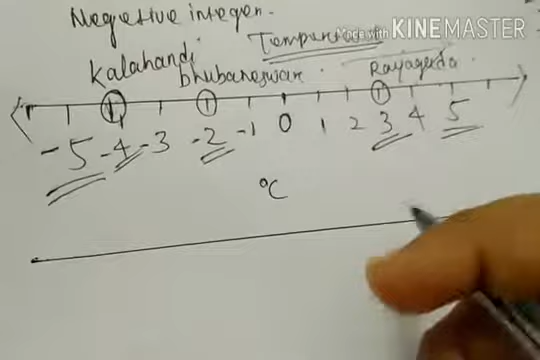 Negative integer.
Temperature
Made with KINEMASTER
Kalahandi
bhubaneswar.
Rayagada.
-5 -4 -3 -2 -1 0 1 2 3 4 5
°C